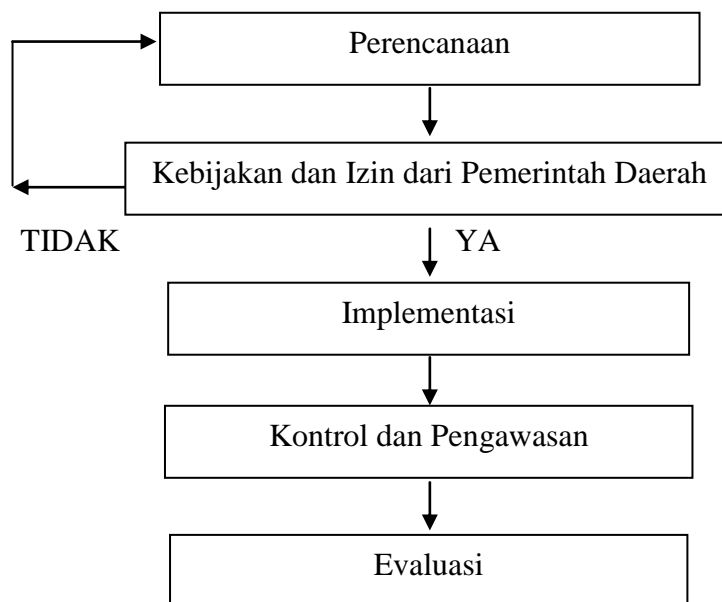 Perencanaan
Kebijakan dan Izin dari Pemerintah Daerah
TIDAK
YA
Implementasi
Kontrol dan Pengawasan
Evaluasi